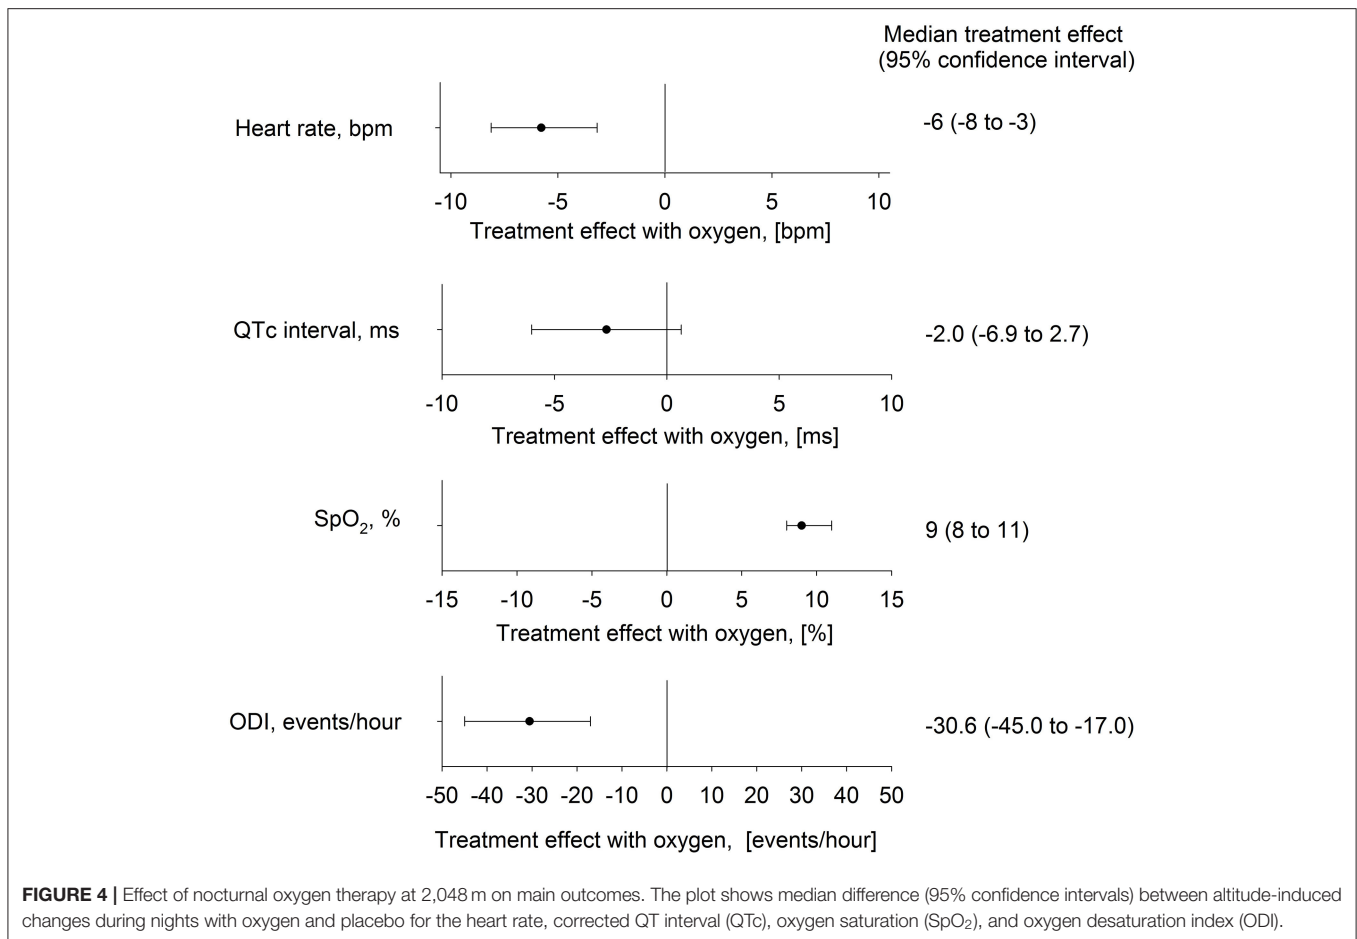 Median treatment effect
(95% confidence interval)
Heart rate, bpm
-6 (-8 to -3)
-10 -5 0 5 10
Treatment effect with oxygen, [bpm]
QTc interval, ms
-2.0 (-6.9 to 2.7)
-10 -5 0 5 10
Treatment effect with oxygen, [ms]
SpO₂, %
9 (8 to 11)
-15 -10 -5 0 5 10 15
Treatment effect with oxygen, [%]
ODI, events/hour
-30.6 (-45.0 to -17.0)
-50 -40 -30 -20 -10 0 10 20 30 40 50
Treatment effect with oxygen, [events/hour]
FIGURE 4 | Effect of nocturnal oxygen therapy at 2,048 m on main outcomes. The plot shows median difference (95% confidence intervals) between altitude-induced
changes during nights with oxygen and placebo for the heart rate, corrected QT interval (QTc), oxygen saturation (SpO₂), and oxygen desaturation index (ODI).